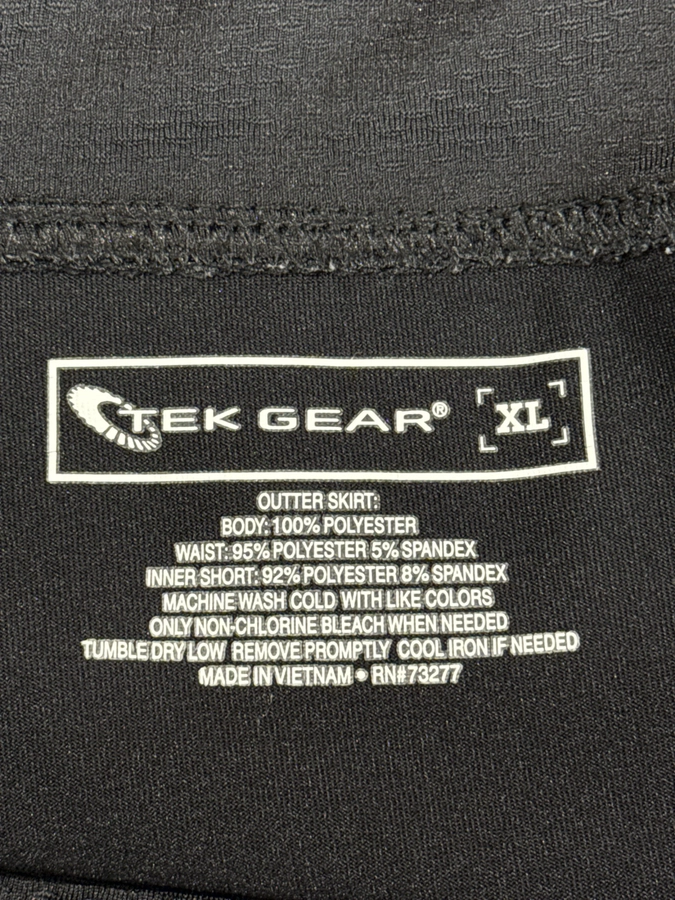 TEK GEAR® XL
OUTTER SKIRT:
BODY: 100% POLYESTER
WAIST: 95% POLYESTER 5% SPANDEX
INNER SHORT: 92% POLYESTER 8% SPANDEX
MACHINE WASH COLD WITH LIKE COLORS
ONLY NON-CHLORINE BLEACH WHEN NEEDED
TUMBLE DRY LOW REMOVE PROMPTLY COOL IRON IF NEEDED
MADE IN VIETNAM • RN#73277